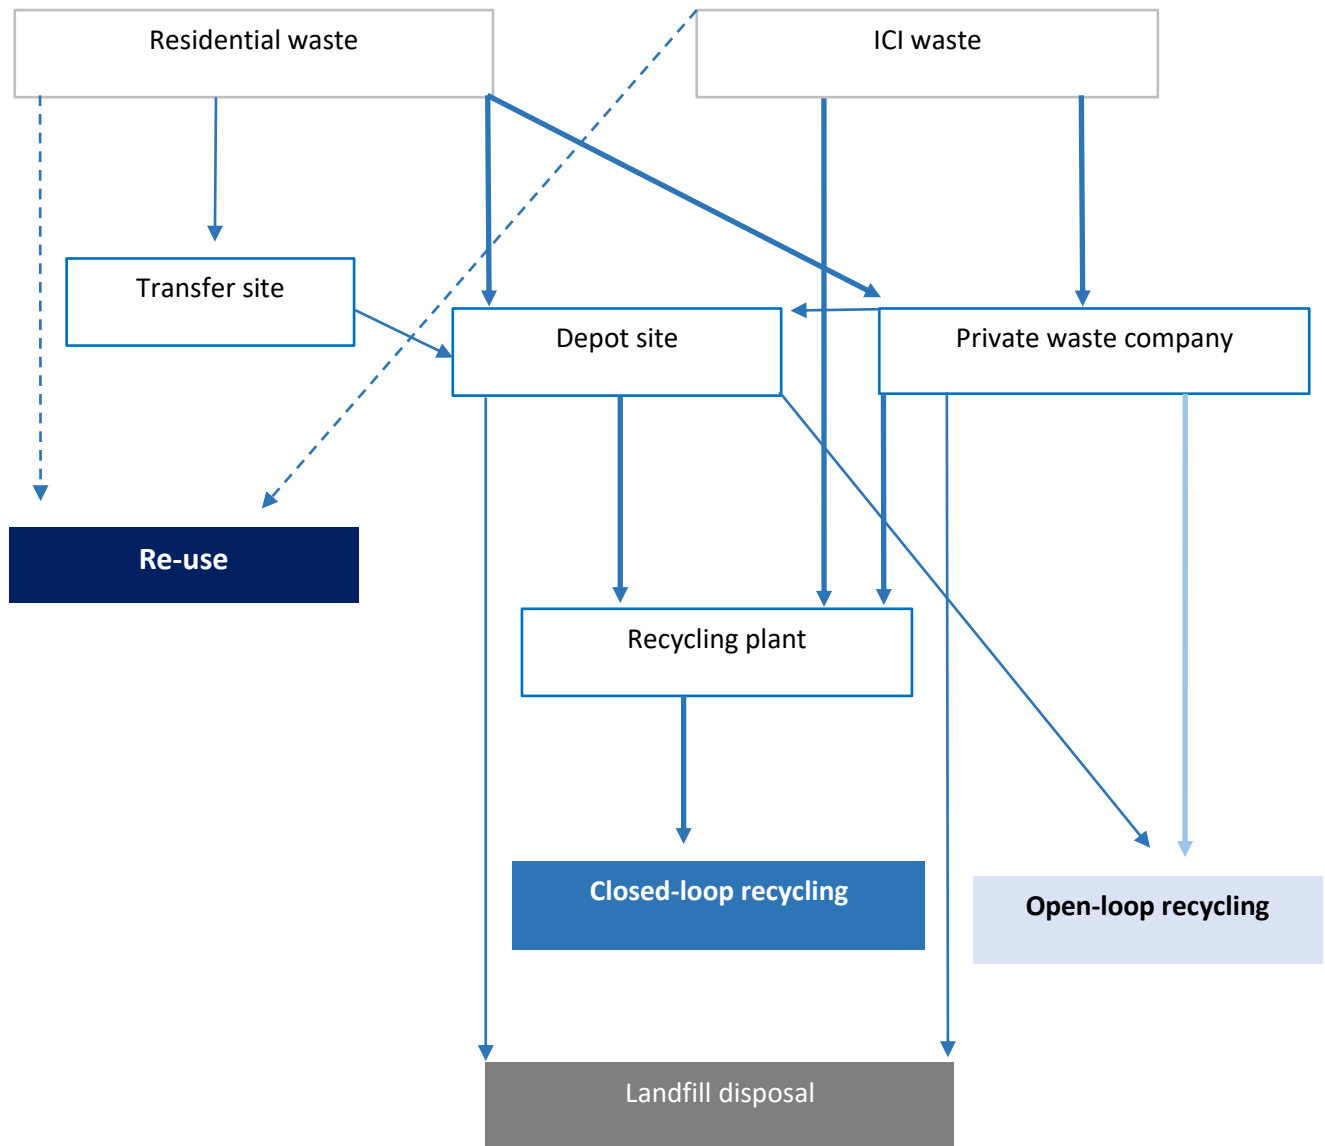 Residential waste
ICI waste
Transfer site
Depot site
Private waste company
Re-use
Recycling plant
Closed-loop recycling
Open-loop recycling
Landfill disposal